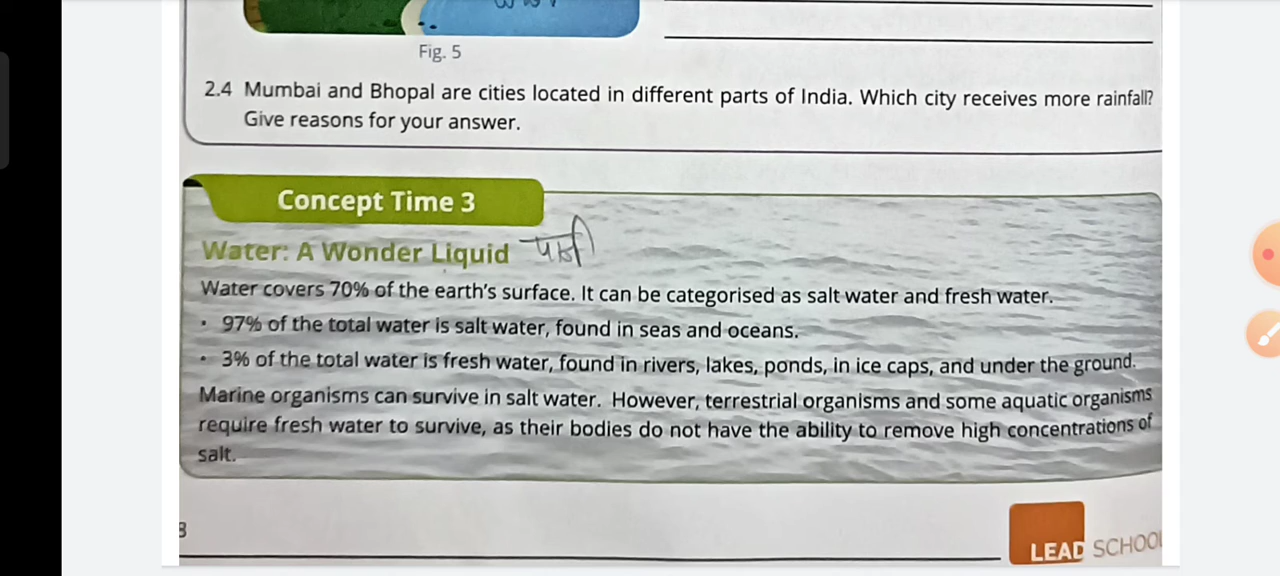 Fig. 5
2.4 Mumbai and Bhopal are cities located in different parts of India. Which city receives more rainfall?
Give reasons for your answer.
Concept Time 3
Water: A Wonder Liquid
Water covers 70% of the earth's surface. It can be categorised as salt water and fresh water.
• 97% of the total water is salt water, found in seas and oceans.
• 3% of the total water is fresh water, found in rivers, lakes, ponds, in ice caps, and under the ground.
Marine organisms can survive in salt water. However, terrestrial organisms and some aquatic organisms
require fresh water to survive, as their bodies do not have the ability to remove high concentrations of
salt.
LEAD SCHOOL